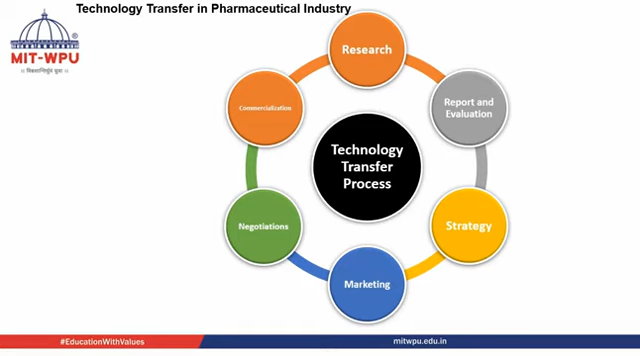 Technology Transfer in Pharmaceutical Industry
®
MIT-WPU
Research
Report and
Evaluation
Strategy
Marketing
Negotiations
Commercialization
Technology
Transfer
Process
#EducationWithValues
mitwpu.edu.in